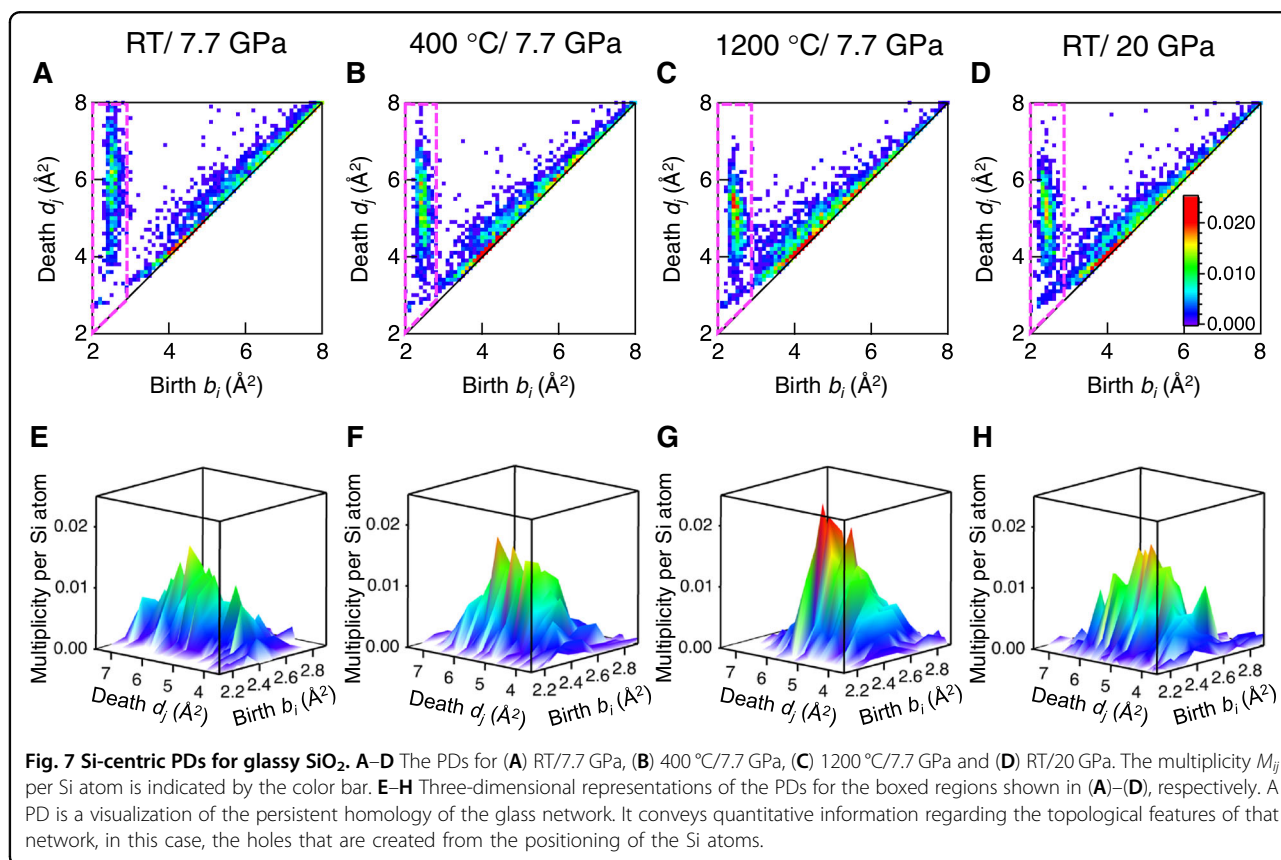 RT/ 7.7 GPa
400 °C/ 7.7 GPa
1200 °C/ 7.7 GPa
RT/ 20 GPa
A
B
C
D
8
6
4
2
Death dⱼ (Å²)
2 4 6 8
Birth bᵢ (Å²)
8
6
4
2
Death dⱼ (Å²)
2 4 6 8
Birth bᵢ (Å²)
8
6
4
2
Death dⱼ (Å²)
2 4 6 8
Birth bᵢ (Å²)
8
6
4
2
Death dⱼ (Å²)
2 4 6 8
Birth bᵢ (Å²)
0.020
0.010
0.000
E
F
G
H
Multiplicity per Si atom
0.02
0.01
0.00
7 6 5 4
Death dⱼ (Å²)
2.2 2.4 2.6 2.8
Birth bᵢ (Å²)
Multiplicity per Si atom
0.02
0.01
0.00
7 6 5 4
Death dⱼ (Å²)
2.2 2.4 2.6 2.8
Birth bᵢ (Å²)
Multiplicity per Si atom
0.02
0.01
0.00
7 6 5 4
Death dⱼ (Å²)
2.2 2.4 2.6 2.8
Birth bᵢ (Å²)
Multiplicity per Si atom
0.02
0.01
0.00
7 6 5 4
Death dⱼ (Å²)
2.2 2.4 2.6 2.8
Birth bᵢ (Å²)
Fig. 7 Si-centric PDs for glassy SiO₂. A–D The PDs for (A) RT/7.7 GPa, (B) 400 °C/7.7 GPa, (C) 1200 °C/7.7 GPa and (D) RT/20 GPa. The multiplicity Mᵢⱼ
per Si atom is indicated by the color bar. E–H Three-dimensional representations of the PDs for the boxed regions shown in (A)–(D), respectively. A
PD is a visualization of the persistent homology of the glass network. It conveys quantitative information regarding the topological features of that
network, in this case, the holes that are created from the positioning of the Si atoms.